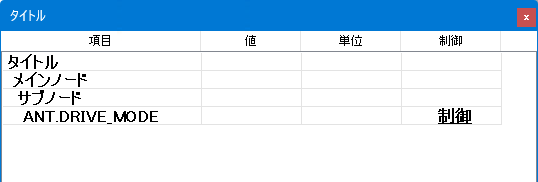 タイトル
項目 値 単位 制御
タイトル
メインノード
サブノード
ANT.DRIVE_MODE 制御